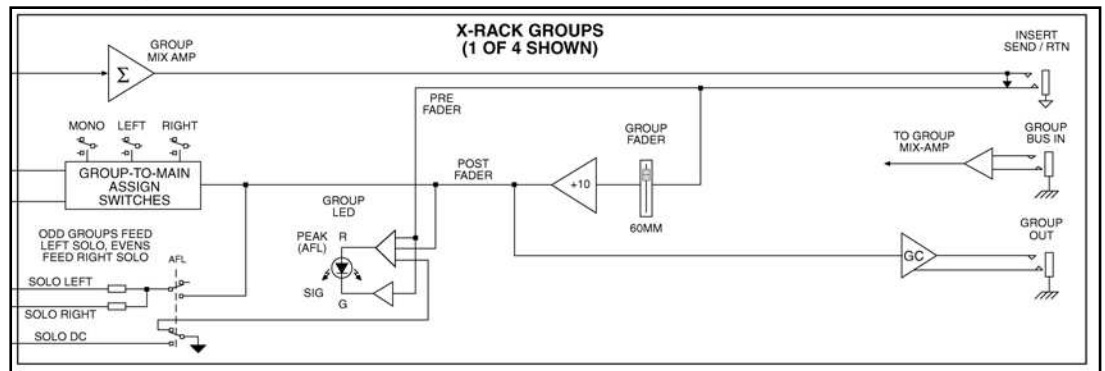 X-RACK GROUPS
(1 OF 4 SHOWN)
GROUP
MIX AMP
Σ
INSERT
SEND / RTN
PRE
FADER
MONO LEFT RIGHT
GROUP
FADER
TO GROUP
MIX-AMP
GROUP
BUS IN
GROUP-TO-MAIN
ASSIGN
SWITCHES
POST
FADER
+10
60MM
GROUP
LED
GROUP
OUT
ODD GROUPS FEED
LEFT SOLO, EVENS
FEED RIGHT SOLO
PEAK
(AFL)
R
AFL
GC
SOLO LEFT
SIG
G
SOLO RIGHT
SOLO DC